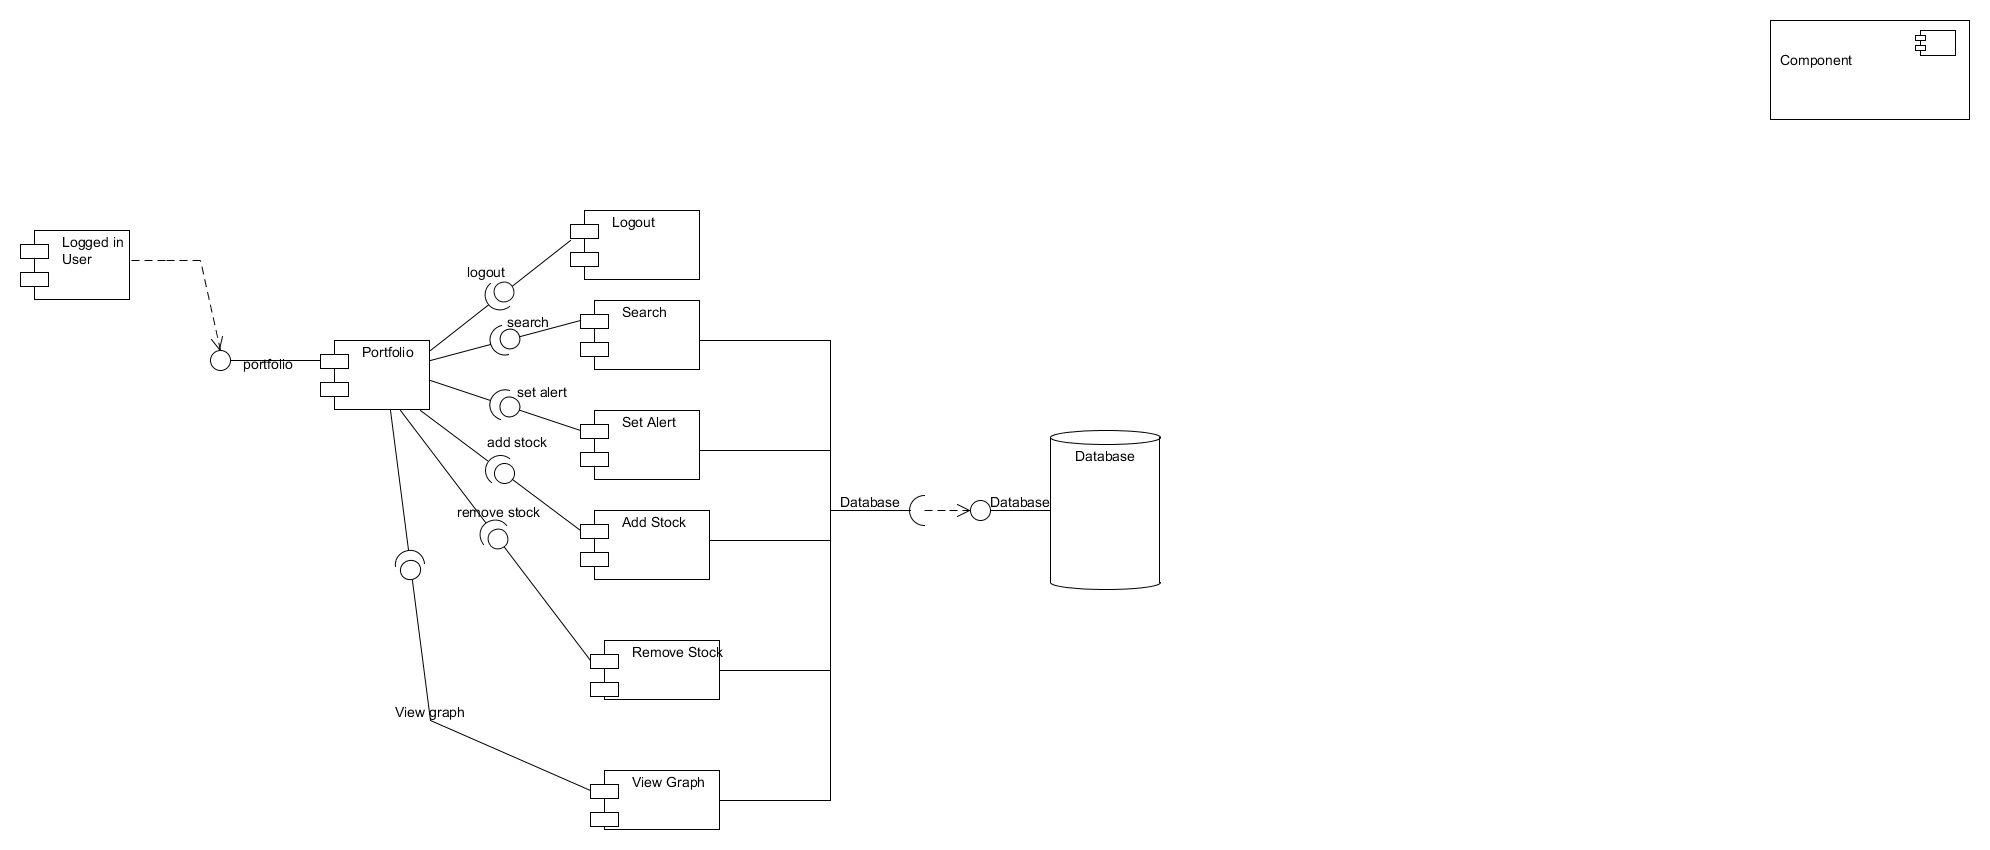 Component
Logged in
User
portfolio
Portfolio
logout
Logout
search
Search
set alert
Set Alert
add stock
Add Stock
remove stock
Remove Stock
View graph
View Graph
Database
Database
Database